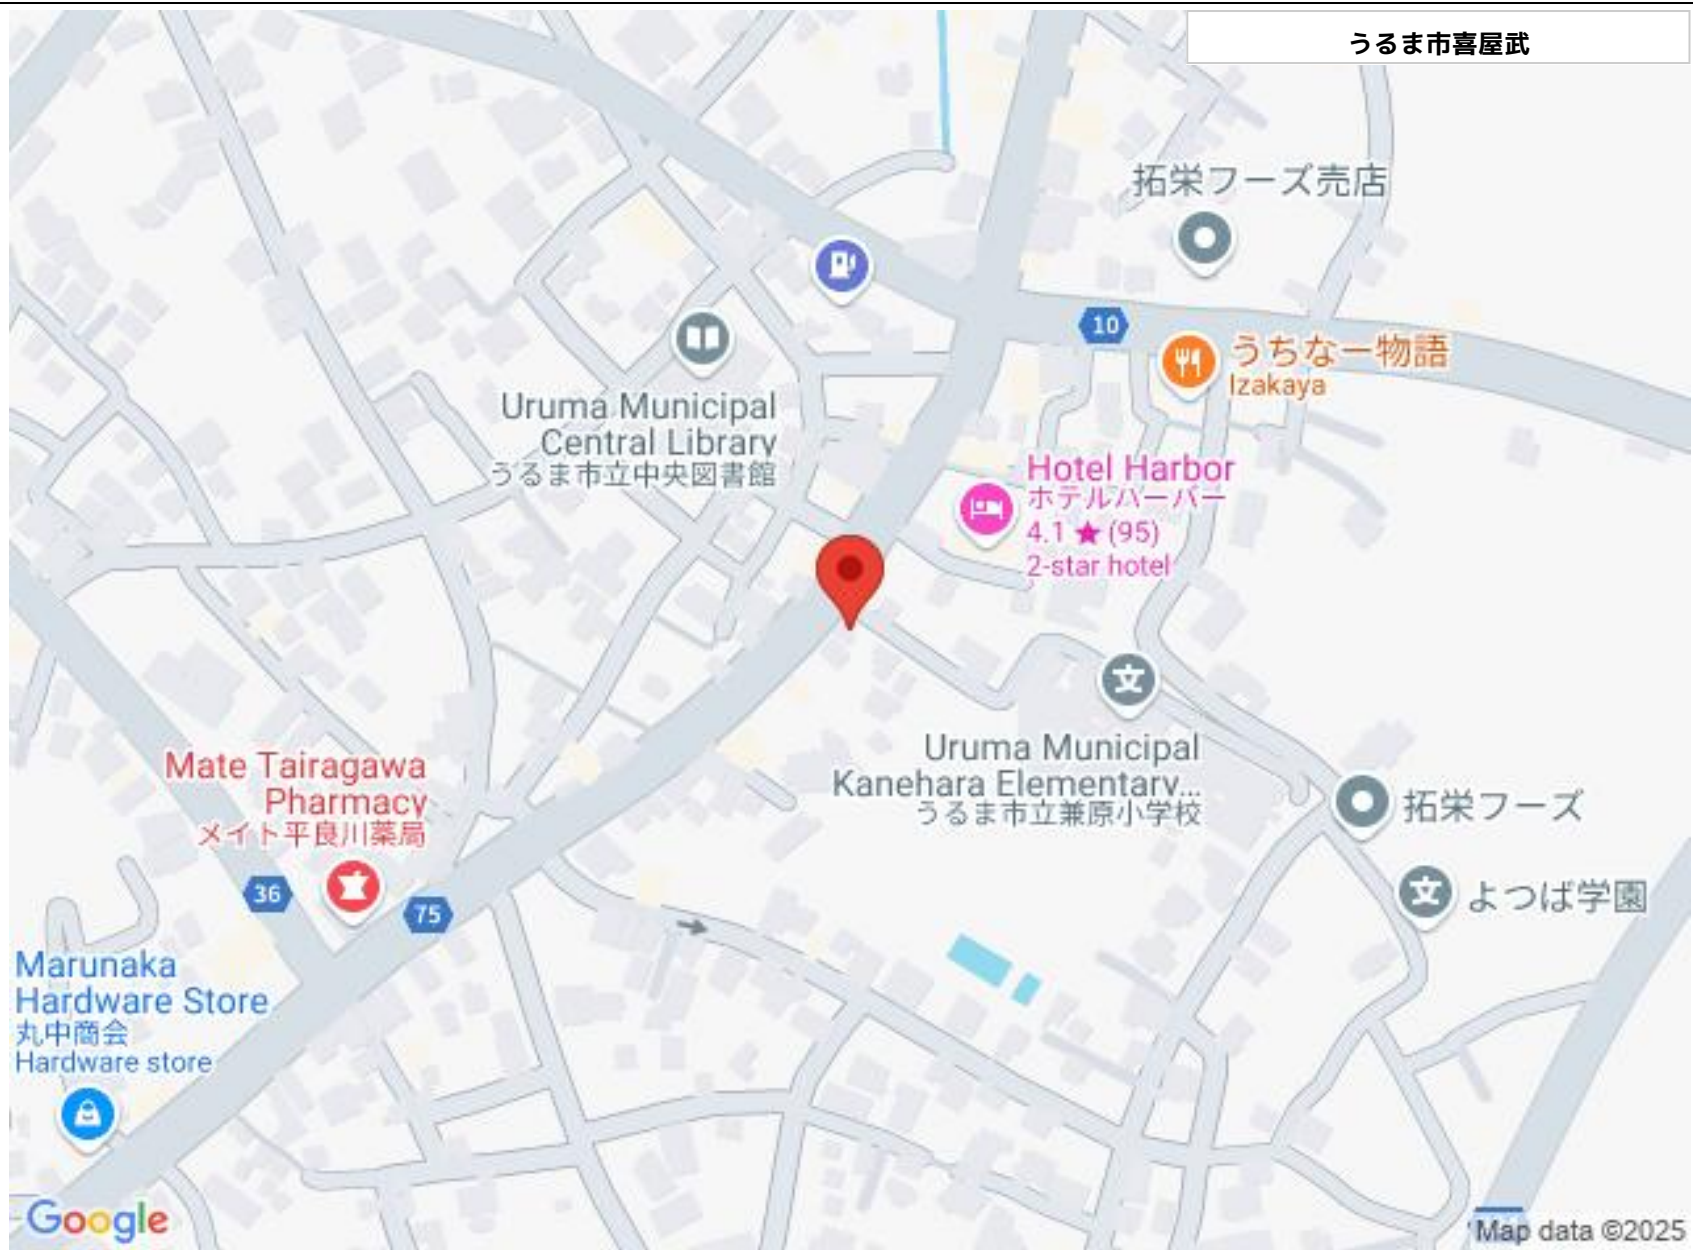 うるま市喜屋武
拓栄フーズ売店
10
うちなー物語
Izakaya
Uruma Municipal
Central Library
うるま市立中央図書館
Hotel Harbor
ホテルハーバー
4.1 ★ (95)
2-star hotel
文
Uruma Municipal
Kanehara Elementary...
うるま市立兼原小学校
Mate Tairagawa
Pharmacy
メイト平良川薬局
拓栄フーズ
文
よつば学園
36
75
Marunaka
Hardware Store
丸中商会
Hardware store
Google
Map data ©2025